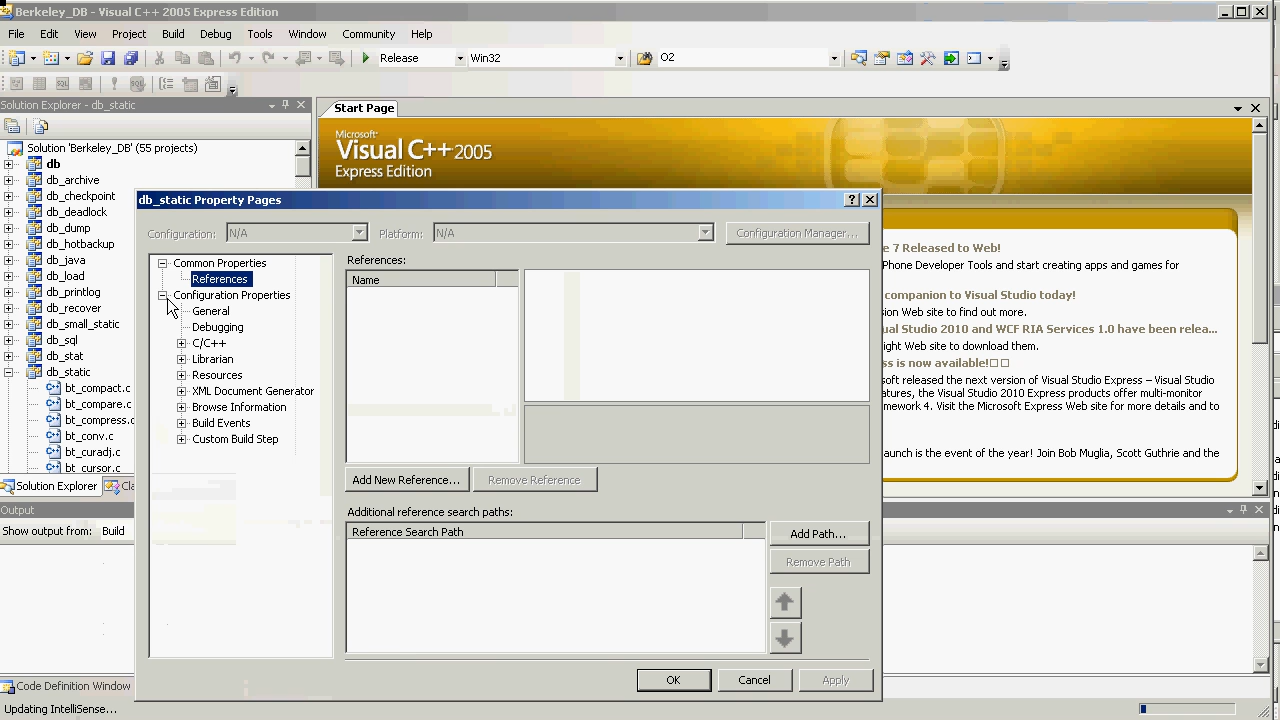 Berkeley_DB - Visual C++ 2005 Express Edition
File Edit View Project Build Debug Tools Window Community Help
Release Win32 O2
Solution Explorer - db_static
Start Page
Solution 'Berkeley_DB' (55 projects)
db
db_archive
db_checkpoint
db_deadlock
db_dump
db_hotbackup
db_java
db_load
db_printlog
db_recover
db_small_static
db_sql
db_stat
db_static
bt_compact.c
bt_compare.c
bt_compress.c
bt_conv.c
bt_curadj.c
bt_cursor.c
Solution Explorer
Microsoft
Visual C++ 2005
Express Edition
e 7 Released to Web!
Phone Developer Tools and start creating apps and games for
companion to Visual Studio today!
sion Web site to find out more.
ual Studio 2010 and WCF RIA Services 1.0 have been relea...
ight Web site to download them.
ss is now available!
soft released the next version of Visual Studio Express – Visual Studio
atures, the Visual Studio 2010 Express products offer multi-monitor
mework 4. Visit the Microsoft Express Web site for more details and to
aunch is the event of the year! Join Bob Muglia, Scott Guthrie and the
db_static Property Pages
Configuration: N/A Platform: N/A Configuration Manager...
Common Properties
References
Configuration Properties
General
Debugging
C/C++
Librarian
Resources
XML Document Generator
Browse Information
Build Events
Custom Build Step
References:
Name
Add New Reference... Remove Reference
Additional reference search paths:
Reference Search Path
Add Path...
Remove Path
OK Cancel Apply
Output
Show output from: Build
Code Definition Window
Updating IntelliSense...